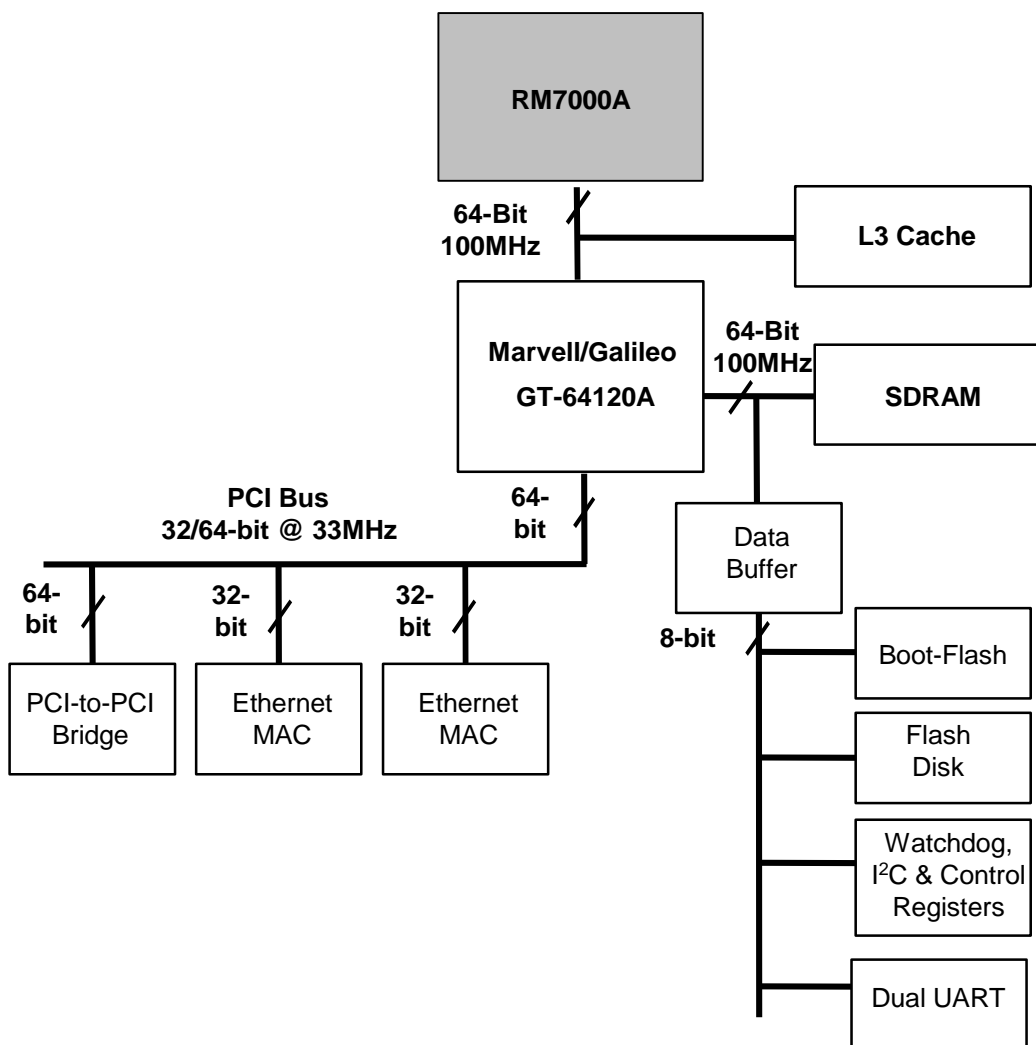 RM7000A
64-Bit
100MHz
L3 Cache
Marvell/Galileo
GT-64120A
64-Bit
100MHz
SDRAM
PCI Bus
32/64-bit @ 33MHz
64-
bit
Data
Buffer
64-
bit
32-
bit
32-
bit
8-bit
PCI-to-PCI
Bridge
Ethernet
MAC
Ethernet
MAC
Boot-Flash
Flash
Disk
Watchdog,
I²C & Control
Registers
Dual UART